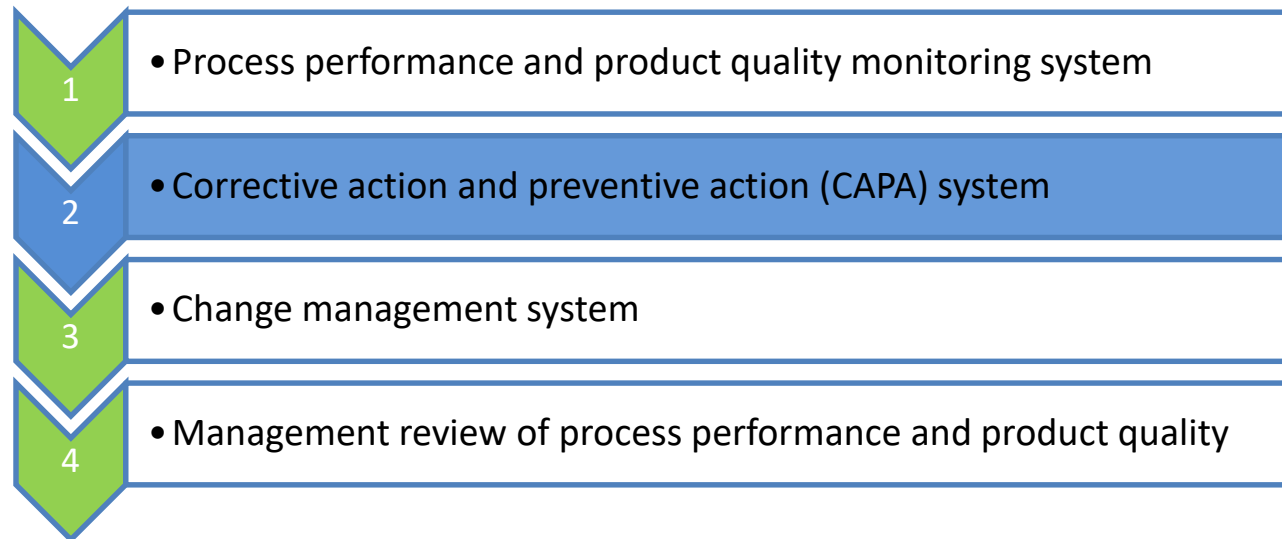 1
• Process performance and product quality monitoring system
2
• Corrective action and preventive action (CAPA) system
3
• Change management system
4
• Management review of process performance and product quality